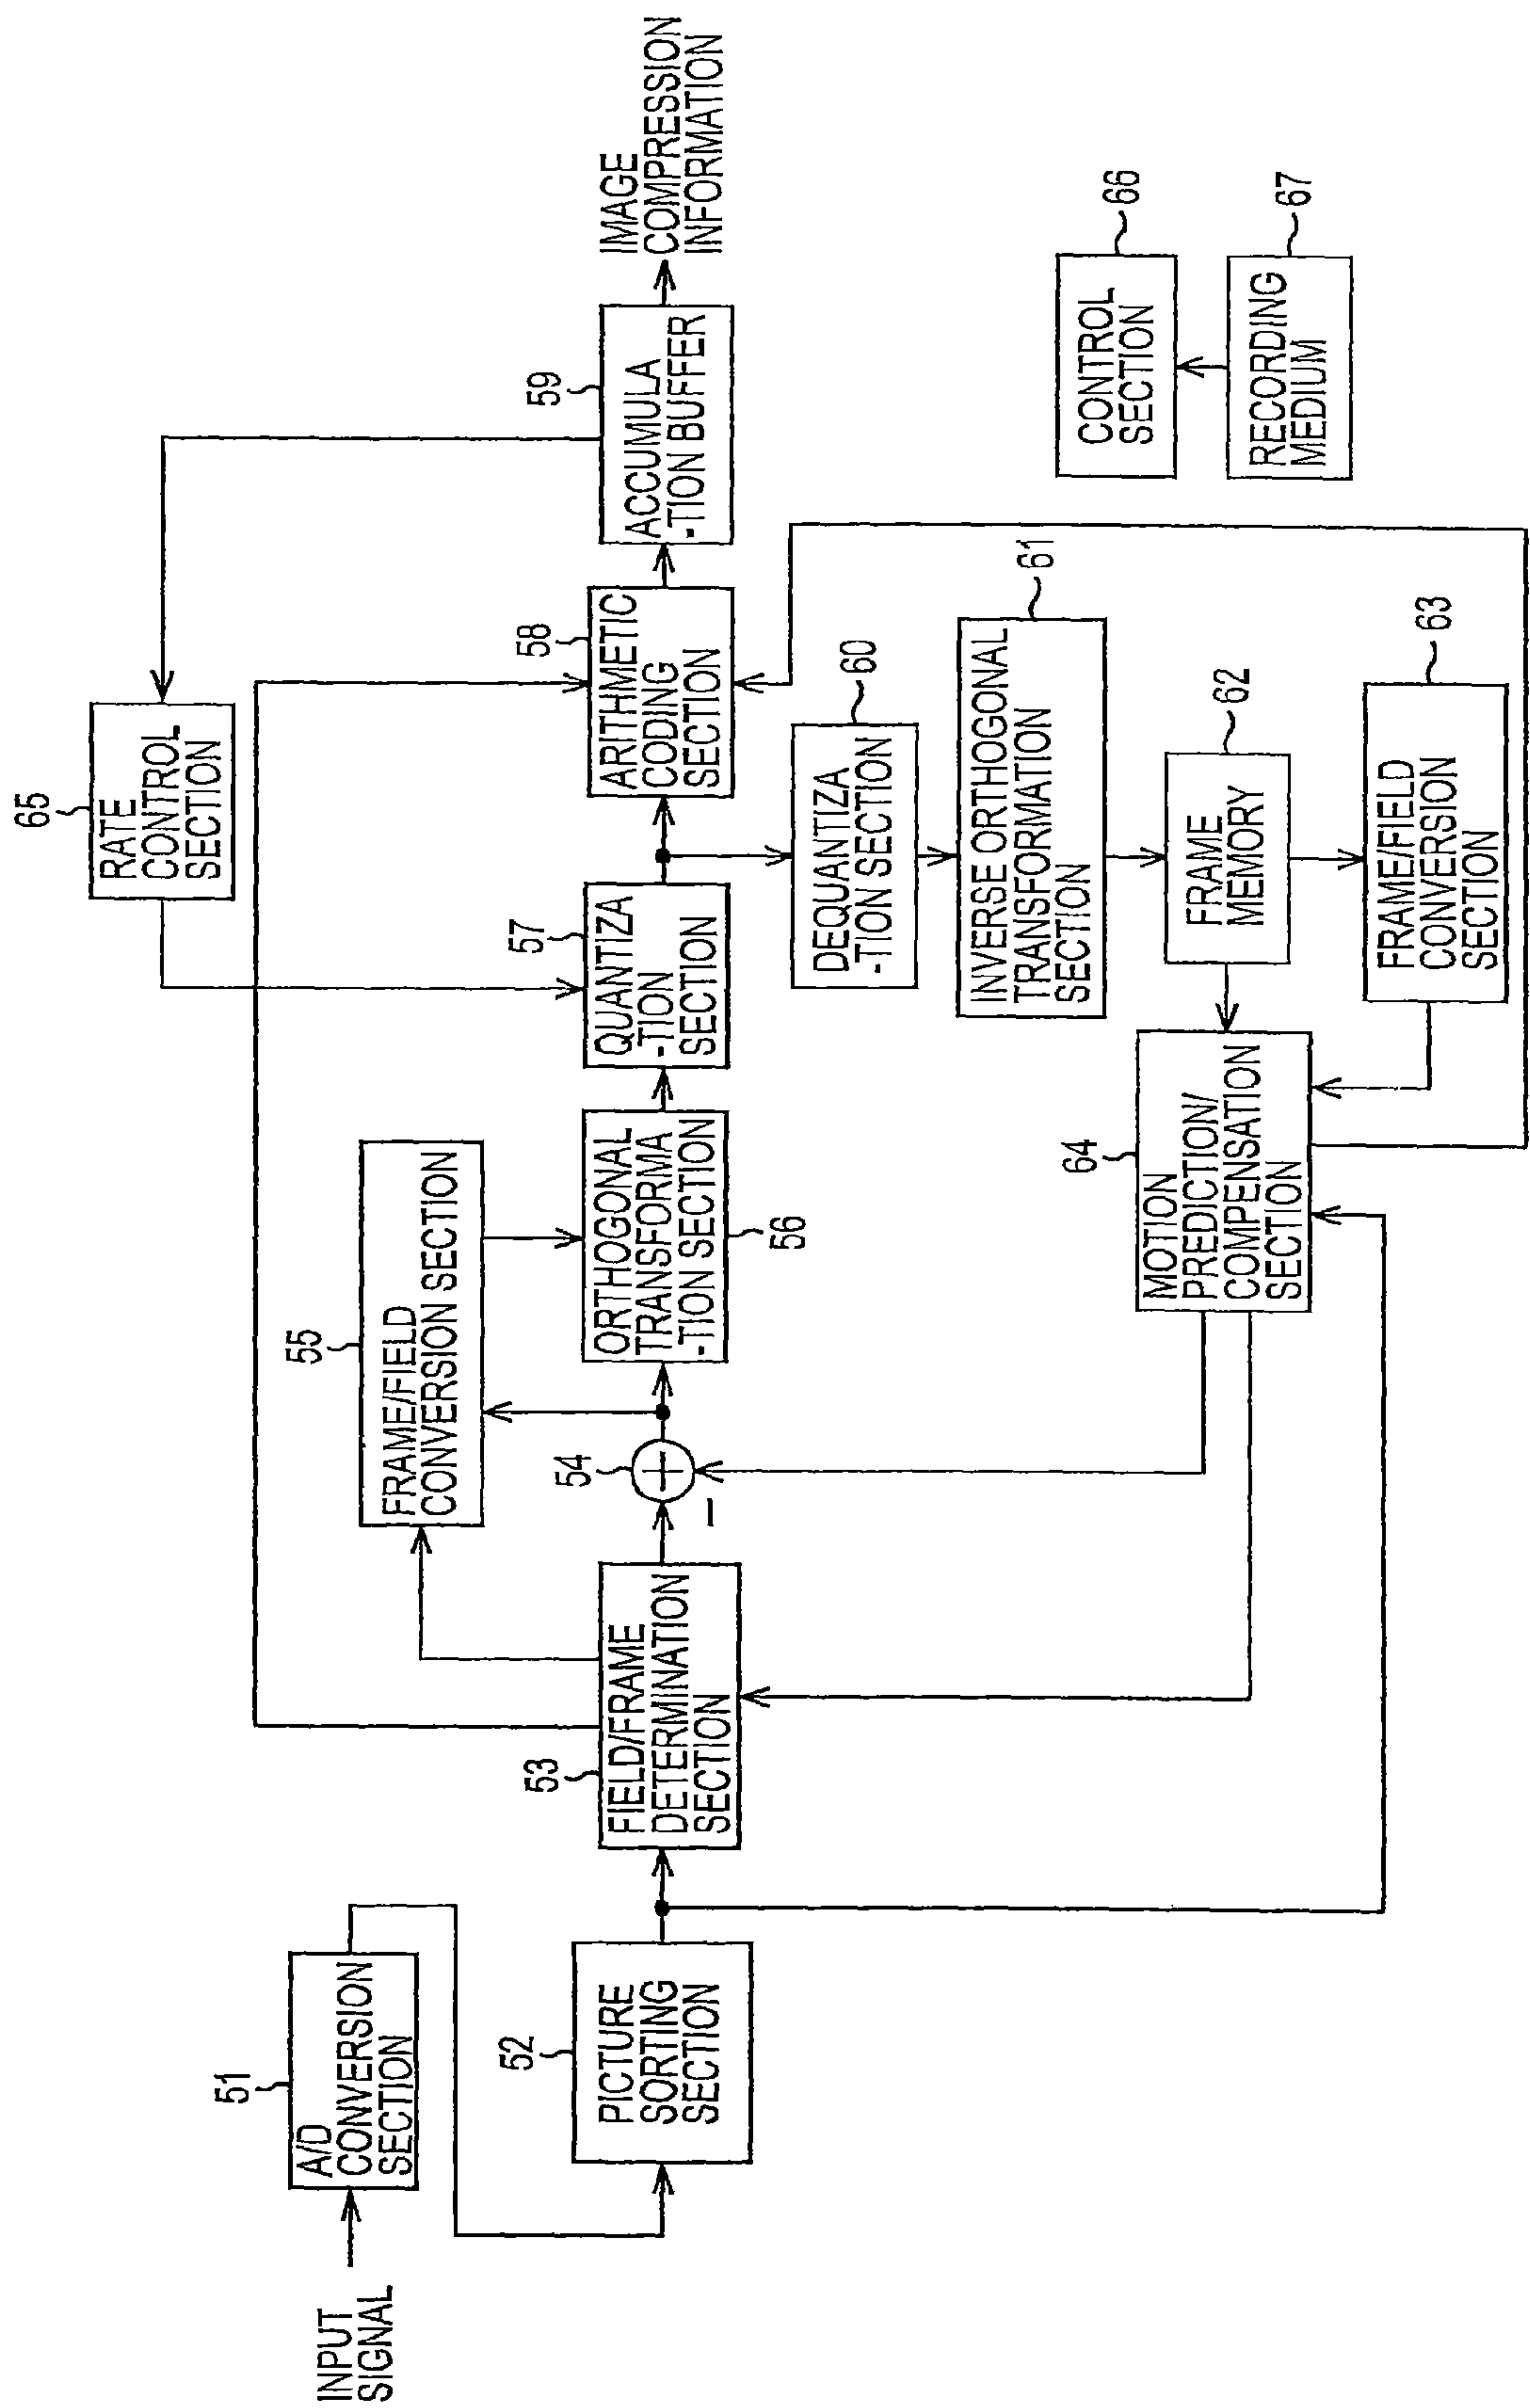 INPUT
SIGNAL
51
A/D
CONVERSION
SECTION
52
PICTURE
SORTING
SECTION
53
FIELD/FRAME
DETERMINATION
SECTION
54
–
55
FRAME/FIELD
CONVERSION SECTION
ORTHOGONAL
TRANSFORMA
-TION SECTION
56
57
QUANTIZA
-TION
SECTION
58
ARITHMETIC
CODING
SECTION
59
ACCUMULA
-TION BUFFER
IMAGE
COMPRESSION
INFORMATION
65
RATE
CONTROL
SECTION
60
DEQUANTIZA
-TION SECTION
61
INVERSE ORTHOGONAL
TRANSFORMATION
SECTION
62
FRAME
MEMORY
63
FRAME/FIELD
CONVERSION
SECTION
64
MOTION
PREDICTION/
COMPENSATION
SECTION
66
CONTROL
SECTION
67
RECORDING
MEDIUM